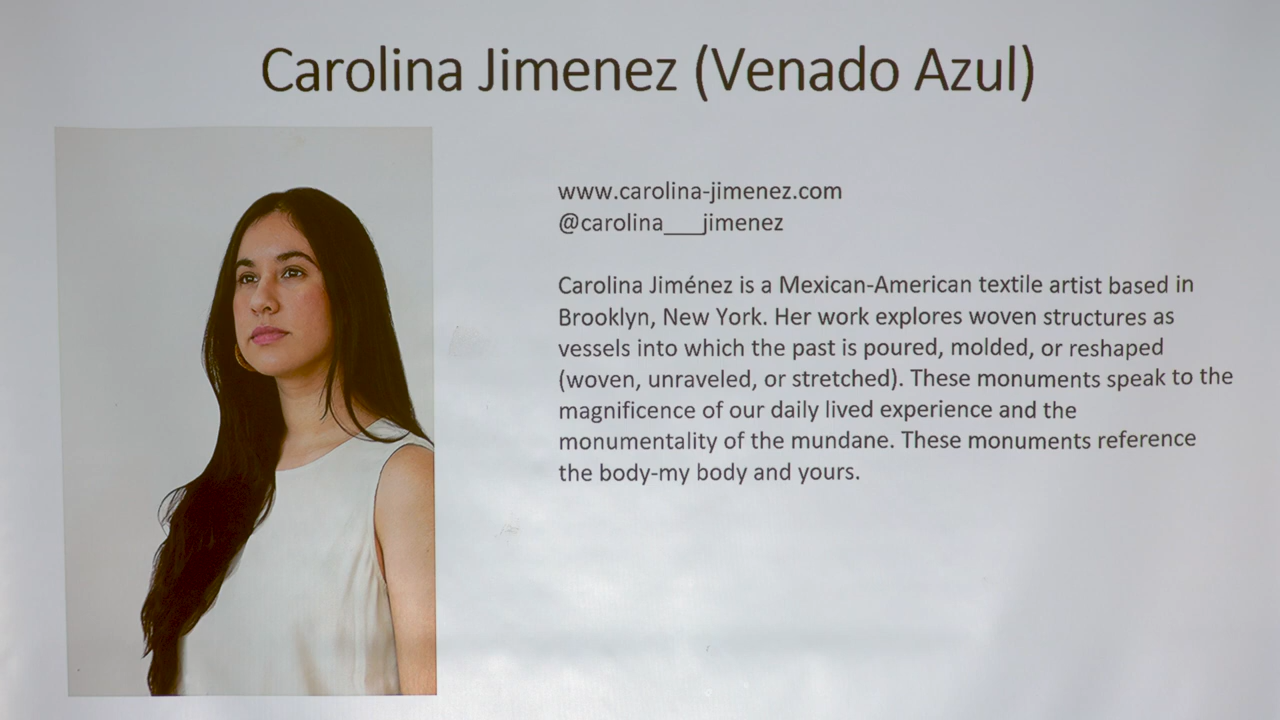 Carolina Jimenez (Venado Azul)
www.carolina-jimenez.com
@carolina___jimenez
Carolina Jiménez is a Mexican-American textile artist based in
Brooklyn, New York. Her work explores woven structures as
vessels into which the past is poured, molded, or reshaped
(woven, unraveled, or stretched). These monuments speak to the
magnificence of our daily lived experience and the
monumentality of the mundane. These monuments reference
the body-my body and yours.